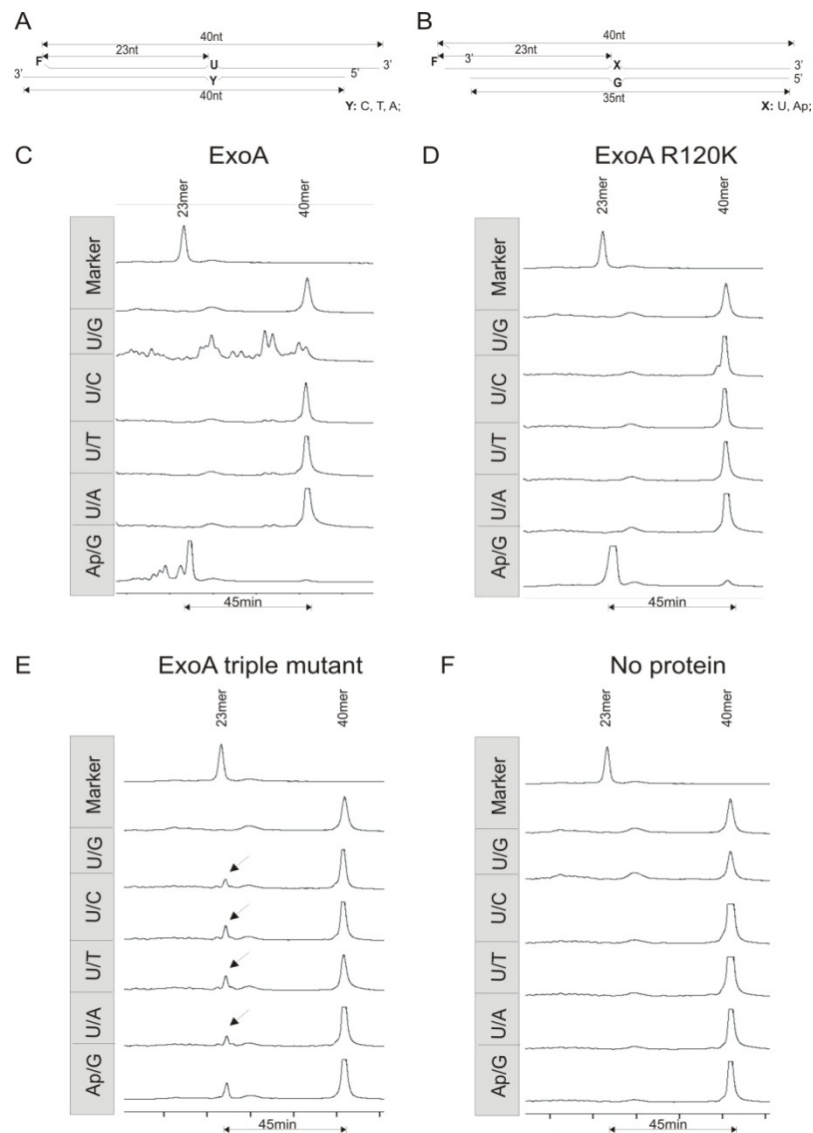 A
40nt
23nt
F
U
3'
3'
Y
5'
40nt
Y: C, T, A;
B
40nt
23nt
F
3'
X
3'
G
5'
35nt
X: U, Ap;
C
ExoA
23mer
40mer
Marker
U/G
U/C
U/T
U/A
Ap/G
45min
D
ExoA R120K
23mer
40mer
Marker
U/G
U/C
U/T
U/A
Ap/G
45min
E
ExoA triple mutant
23mer
40mer
Marker
U/G
U/C
U/T
U/A
Ap/G
45min
F
No protein
23mer
40mer
Marker
U/G
U/C
U/T
U/A
Ap/G
45min